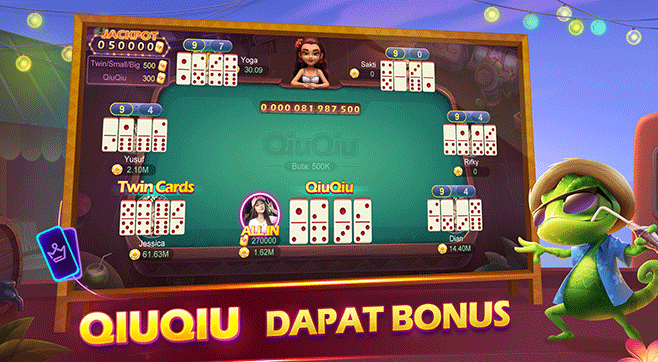 JACKPOT
050000
Twin/Small/Big 500
QiuQiu 300
9 7
Yoga
30.09
Sakti
0
9 0
0 000 081 987 500
9 4
Yusuf
2.10M
QiuQiu
Buta: 500K
9 4
Rifky
0
Twin Cards
QiuQiu
Jessica
61.63M
ALL IN
270000
1.62M
9 4
Dian
14.40M
QIUQIU DAPAT BONUS